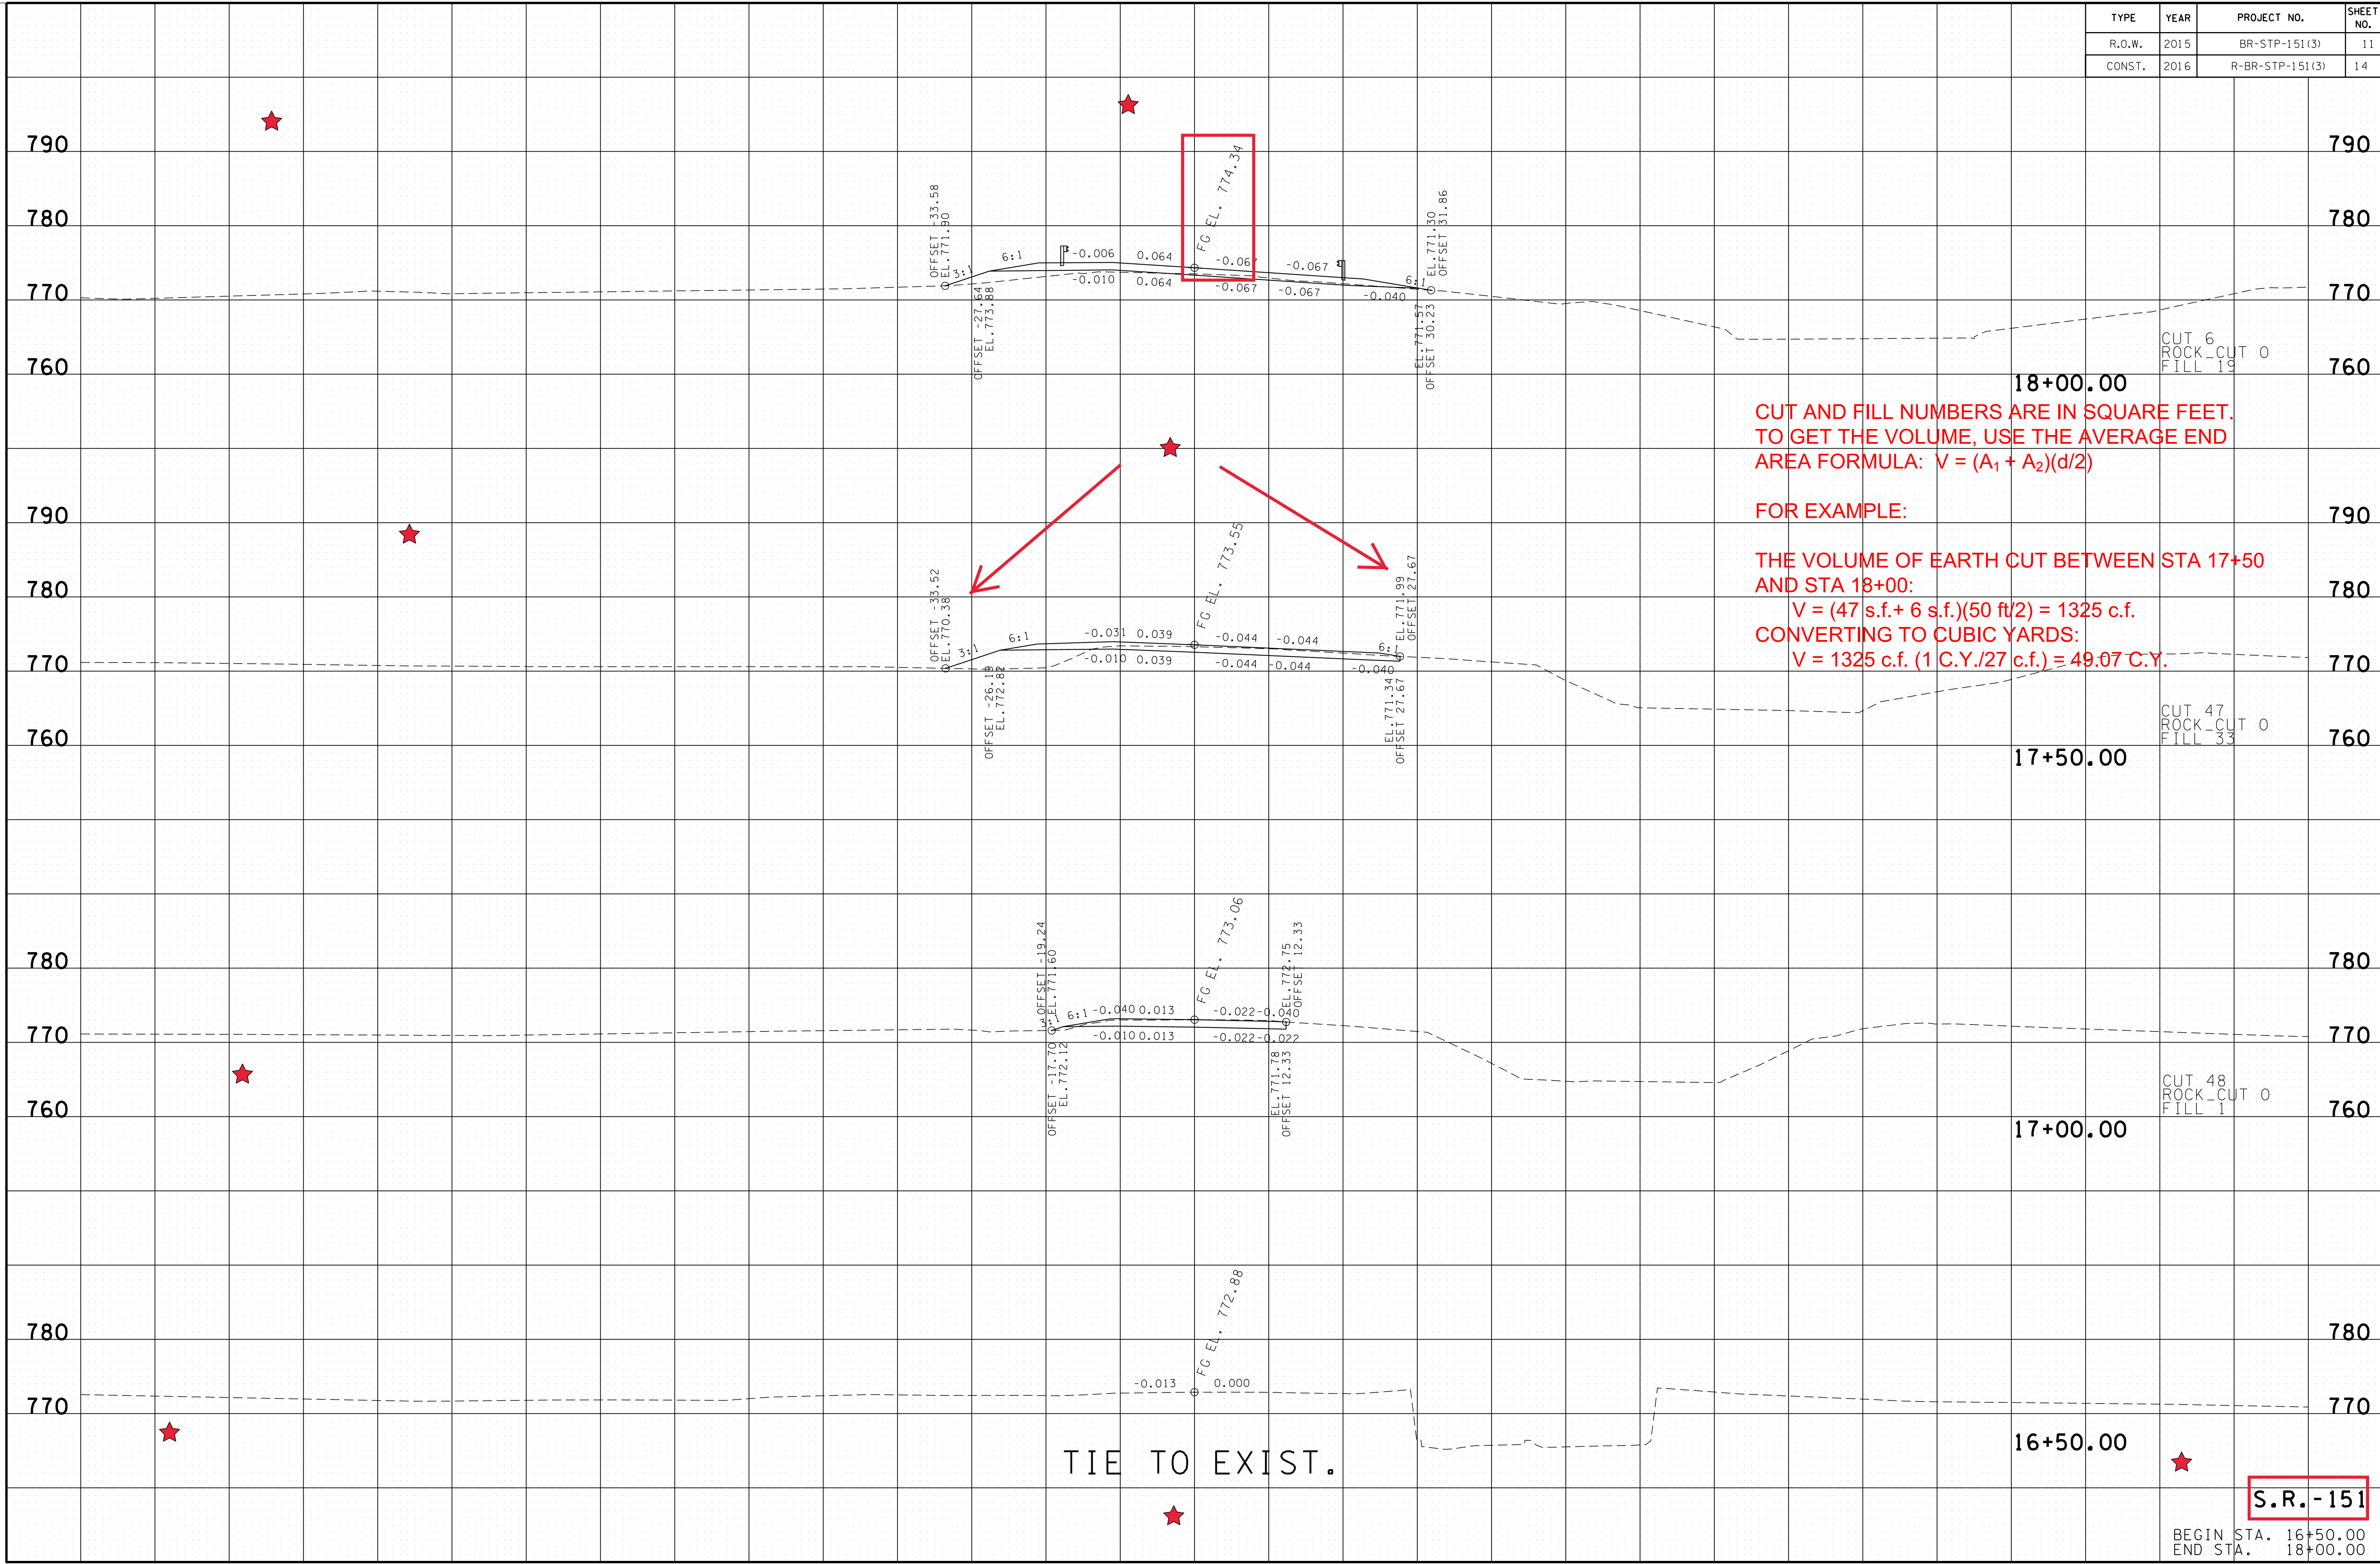 TYPE YEAR PROJECT NO. SHEET NO.
R.O.W. 2015 BR-STP-151(3) 11
CONST. 2016 R-BR-STP-151(3) 14
790 790
780 780
770 770
760 760
OFFSET -33.58
EL.771.90
3:1
6:1
-0.006 0.064
FG EL. 774.34
-0.067 -0.067
6:1
EL.771.30
OFFSET 31.86
-0.010 0.064 -0.067 -0.067 -0.040
OFFSET -27.64
EL.773.88
EL.771.57
OFFSET 30.23
CUT 6
ROCK_CUT 0
FILL 19
18+00.00
CUT AND FILL NUMBERS ARE IN SQUARE FEET.
TO GET THE VOLUME, USE THE AVERAGE END
AREA FORMULA: V = (A₁ + A₂)(d/2)
FOR EXAMPLE:
THE VOLUME OF EARTH CUT BETWEEN STA 17+50
AND STA 18+00:
V = (47 s.f.+ 6 s.f.)(50 ft/2) = 1325 c.f.
CONVERTING TO CUBIC YARDS:
V = 1325 c.f. (1 C.Y./27 c.f.) = 49.07 C.Y.
790 790
780 780
770 770
760 760
OFFSET -33.52
EL.770.38
3:1
6:1
-0.031 0.039
FG EL. 773.55
-0.044 -0.044
6:1
EL.771.99
OFFSET 27.67
-0.010 0.039 -0.044 -0.044 -0.040
OFFSET -26.19
EL.772.82
EL.771.34
OFFSET 27.67
CUT 47
ROCK_CUT 0
FILL 33
17+50.00
780 780
770 770
760 760
OFFSET -19.24
EL.771.60
3:1
6:1
-0.040 0.013
FG EL. 773.06
-0.022 -0.040
EL.772.75
OFFSET 12.33
-0.010 0.013 -0.022 -0.022
OFFSET -17.70
EL.772.12
EL.771.78
OFFSET 12.33
CUT 48
ROCK_CUT 0
FILL 1
17+00.00
780 780
770 770
FG EL. 772.88
-0.013 0.000
16+50.00
TIE TO EXIST.
S.R.-151
BEGIN STA. 16+50.00
END STA. 18+00.00